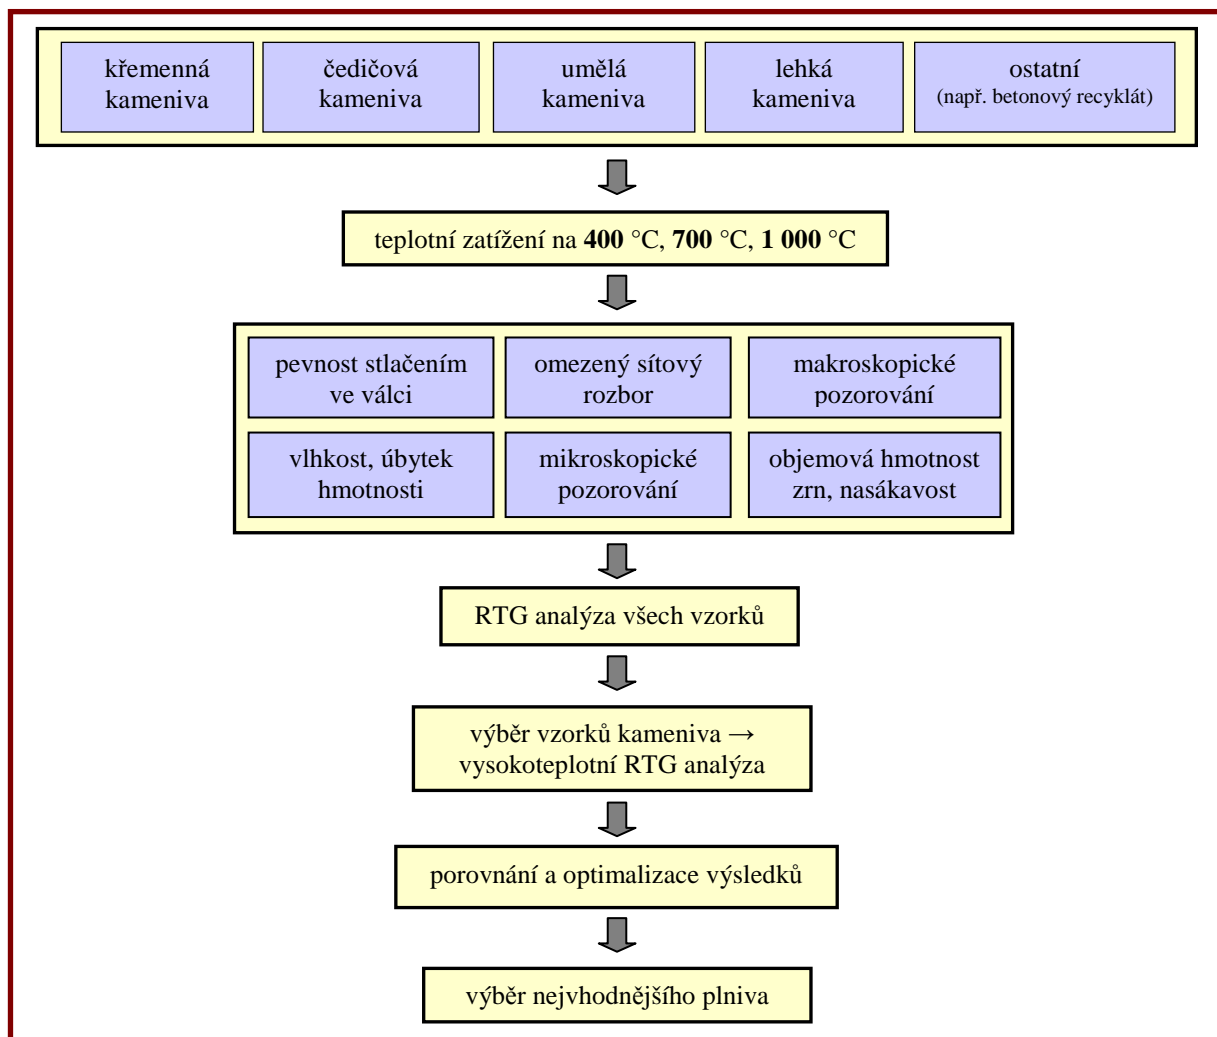 křemenná
kameniva
čedičová
kameniva
umělá
kameniva
lehká
kameniva
ostatní
(např. betonový recyklát)
teplotní zatížení na 400 °C, 700 °C, 1 000 °C
pevnost stlačením
ve válci
omezený sítový
rozbor
makroskopické
pozorování
vlhkost, úbytek
hmotnosti
mikroskopické
pozorování
objemová hmotnost
zrn, nasákavost
RTG analýza všech vzorků
výběr vzorků kameniva →
vysokoteplotní RTG analýza
porovnání a optimalizace výsledků
výběr nejvhodnějšího plniva